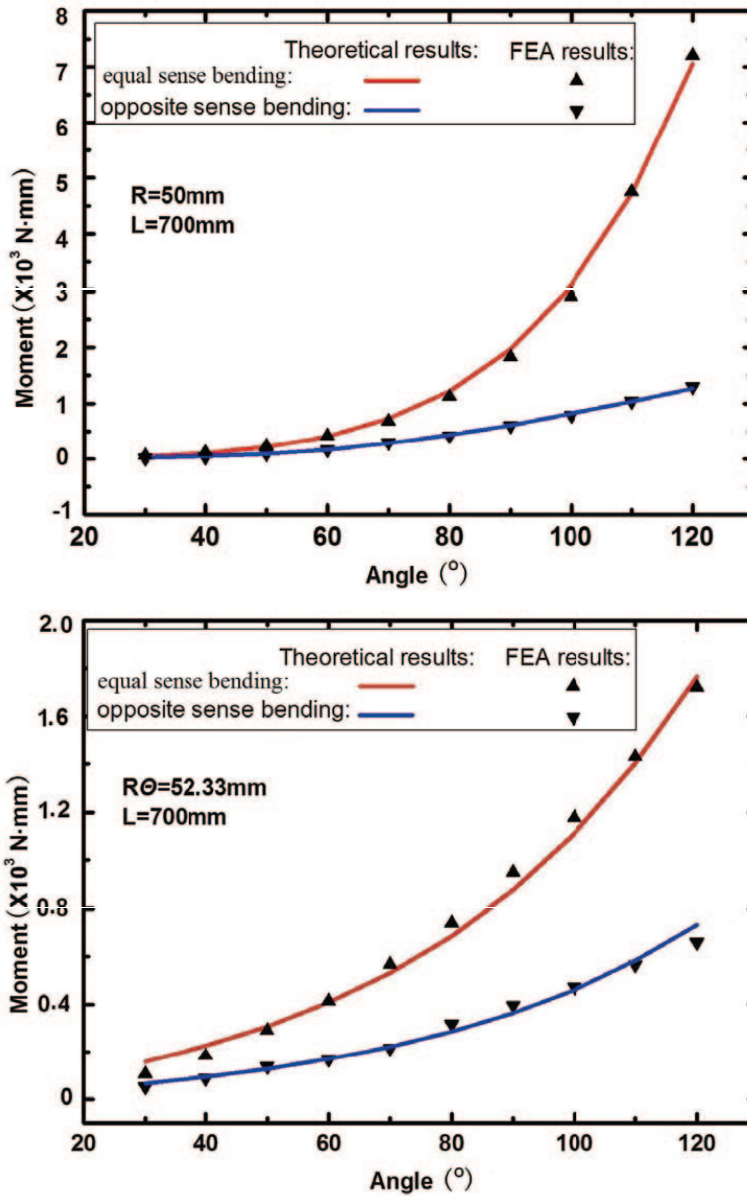 8
7
6
5
4
3
2
1
0
-1
Moment (X10³ N·mm)
Theoretical results: FEA results:
equal sense bending:
opposite sense bending:
R=50mm
L=700mm
20 40 60 80 100 120
Angle (°)
2.0
1.6
1.2
0.8
0.4
0
Moment (X10³ N·mm)
Theoretical results: FEA results:
equal sense bending:
opposite sense bending:
RΘ=52.33mm
L=700mm
20 40 60 80 100 120
Angle (°)